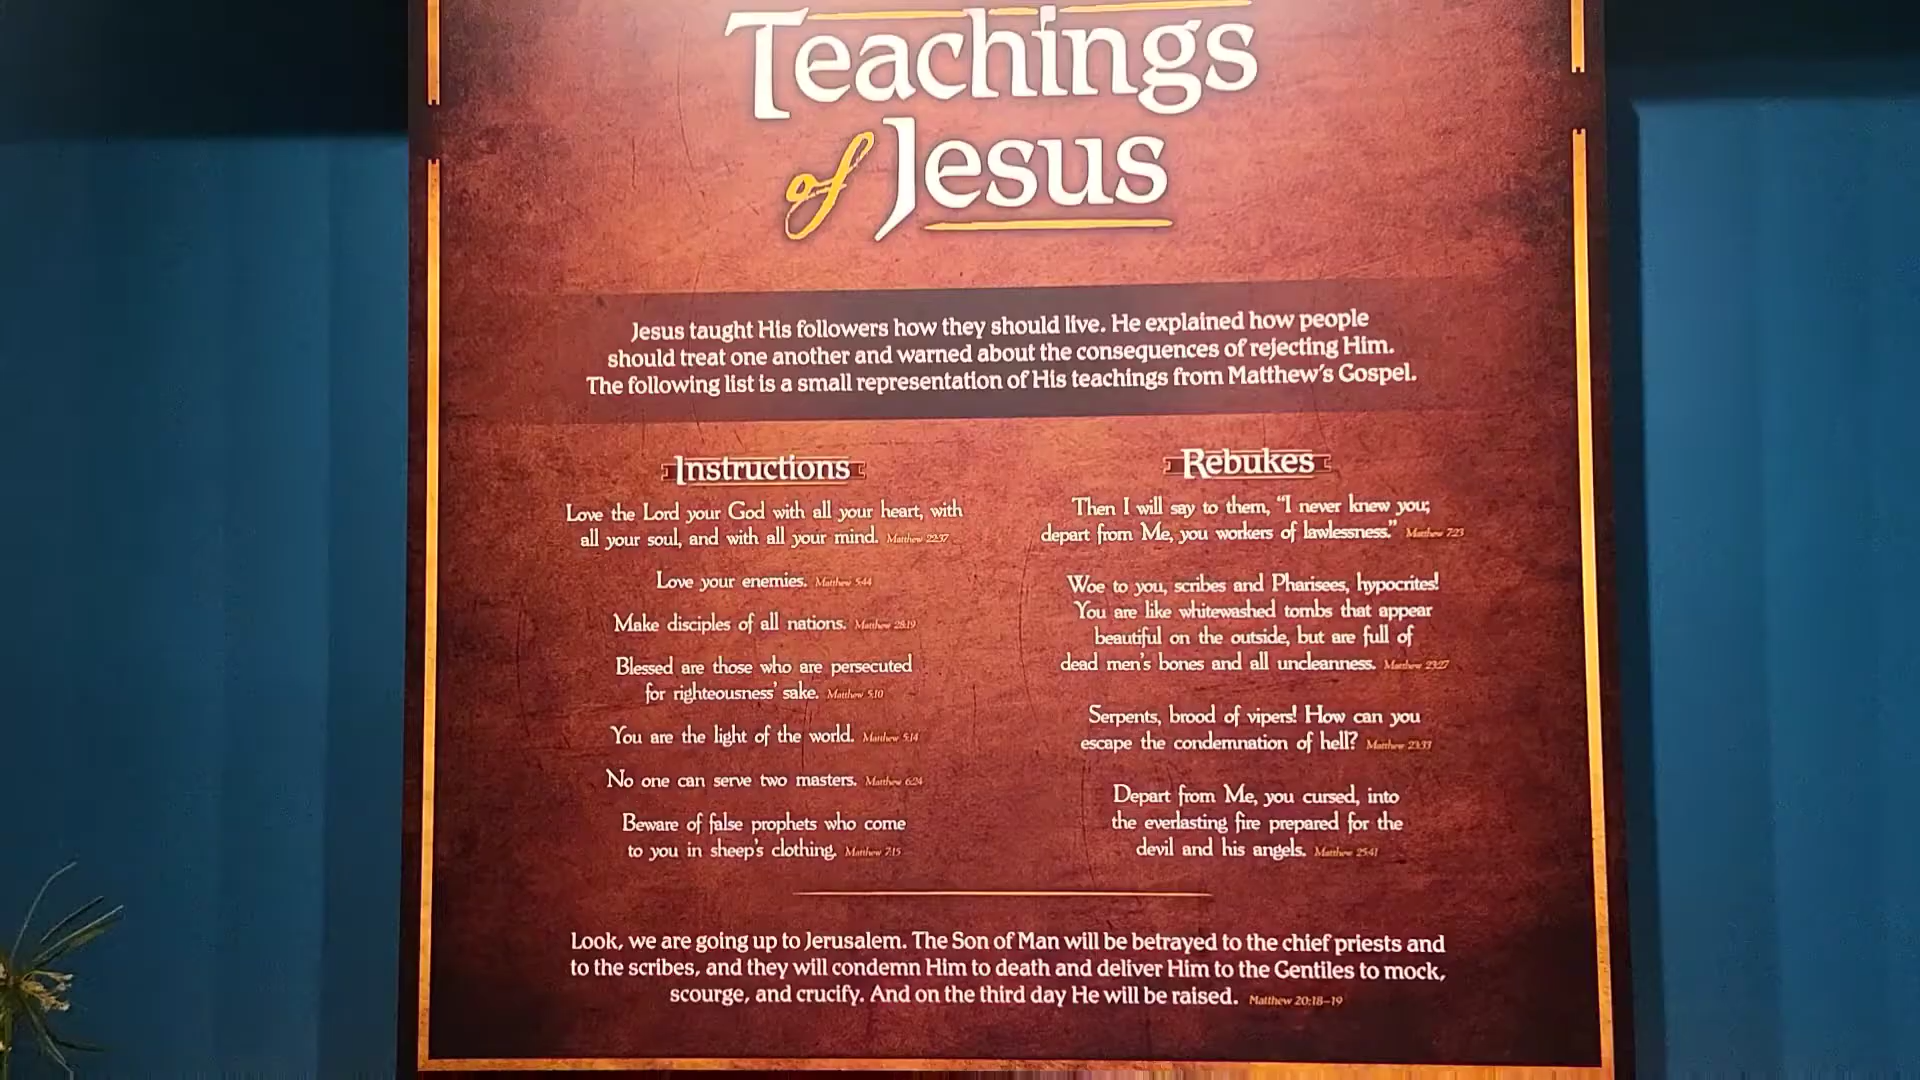 Teachings
of Jesus
Jesus taught His followers how they should live. He explained how people
should treat one another and warned about the consequences of rejecting Him.
The following list is a small representation of His teachings from Matthew's Gospel.
Instructions
Love the Lord your God with all your heart, with
all your soul, and with all your mind. Matthew 22:37
Love your enemies. Matthew 5:44
Make disciples of all nations. Matthew 28:19
Blessed are those who are persecuted
for righteousness' sake. Matthew 5:10
You are the light of the world. Matthew 5:14
No one can serve two masters. Matthew 6:24
Beware of false prophets who come
to you in sheep's clothing. Matthew 7:15
Rebukes
Then I will say to them, "I never knew you;
depart from Me, you workers of lawlessness." Matthew 7:23
Woe to you, scribes and Pharisees, hypocrites!
You are like whitewashed tombs that appear
beautiful on the outside, but are full of
dead men's bones and all uncleanness. Matthew 23:27
Serpents, brood of vipers! How can you
escape the condemnation of hell? Matthew 23:33
Depart from Me, you cursed, into
the everlasting fire prepared for the
devil and his angels. Matthew 25:41
Look, we are going up to Jerusalem. The Son of Man will be betrayed to the chief priests and
to the scribes, and they will condemn Him to death and deliver Him to the Gentiles to mock,
scourge, and crucify. And on the third day He will be raised. Matthew 20:18–19